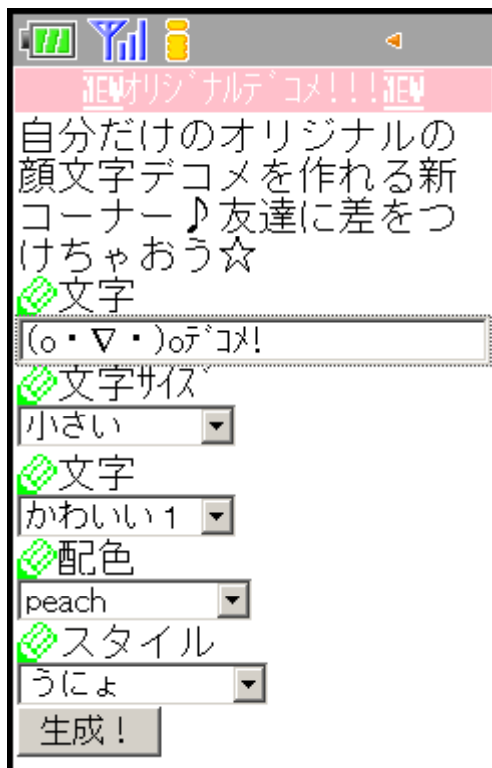 NEWオリジナルデコメ!!!NEW
自分だけのオリジナルの
顔文字デコメを作れる新
コーナー♪友達に差をつ
けちゃおう☆
文字
(o・∇・)oデコメ!
文字サイズ
小さい
文字
かわいい1
配色
peach
スタイル
うにょ
生成!